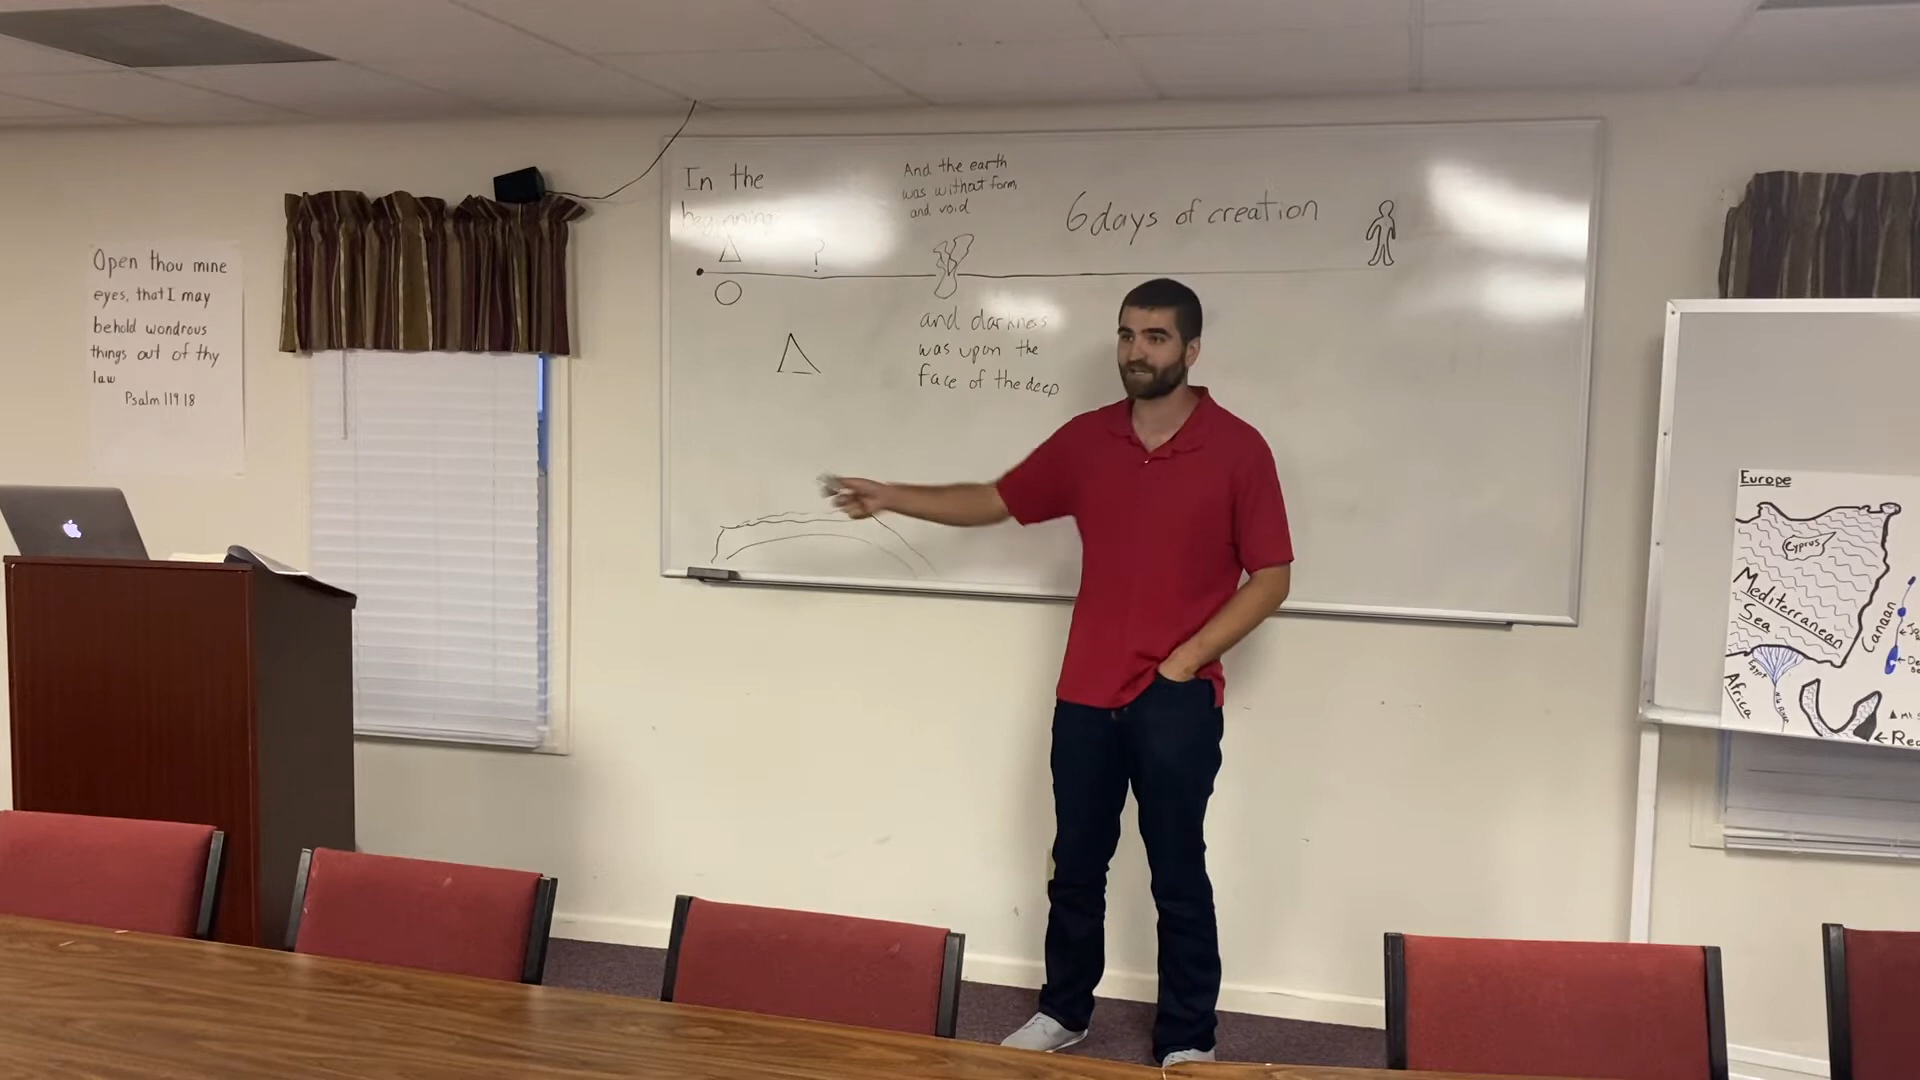 Open thou mine
eyes, that I may
behold wondrous
things out of thy
law
Psalm 119:18
In the
beginning
?
And the earth
was without form,
and void
6 days of creation
and darkness
was upon the
face of the deep
Europe
Cyprus
Mediterranean
Sea
Canaan
Egypt
Africa